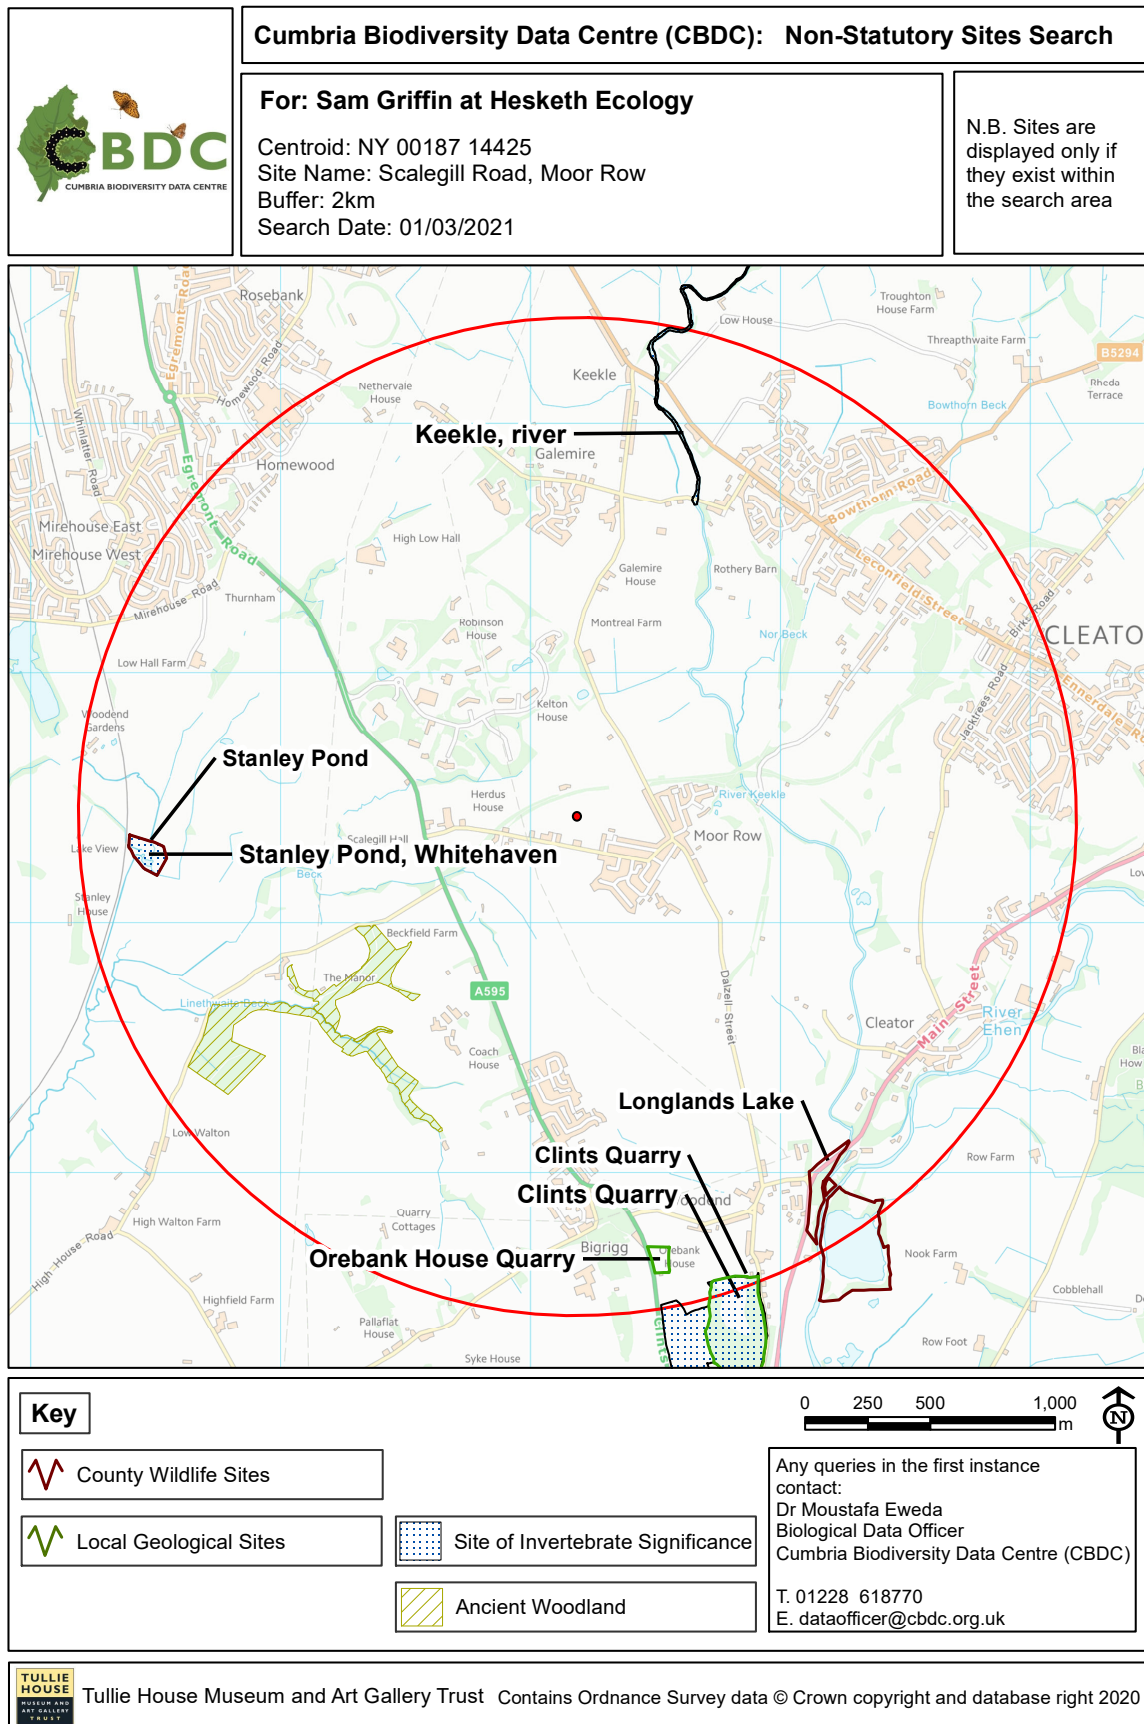 Cumbria Biodiversity Data Centre (CBDC): Non-Statutory Sites Search
CBDC
CUMBRIA BIODIVERSITY DATA CENTRE
For: Sam Griffin at Hesketh Ecology
Centroid: NY 00187 14425
Site Name: Scalegill Road, Moor Row
Buffer: 2km
Search Date: 01/03/2021
N.B. Sites are
displayed only if
they exist within
the search area
Rosebank
Egremont Road
Homewood Road
Whinlatter Road
Nethervale
House
Keekle
Low House
Troughton
House Farm
Threapthwaite Farm
B5294
Rheda
Terrace
Bowthorn Beck
Keekle, river
Galemire
Homewood
Egremont Road
Mirehouse East
Mirehouse West
Mirehouse Road
Thurnham
High Low Hall
Bowthorn Road
Leconfield Street
Galemire
House
Rothery Barn
Birks Road
Robinson
House
Montreal Farm
Nor Beck
CLEATO
Low Hall Farm
Ennerdale Ro
Jacktrees Road
Kelton
House
Woodend
Gardens
Stanley Pond
Herdus
House
River Keekle
Moor Row
Scalegill Hall
Lake View
Stanley Pond, Whitehaven
Beck
Low
Stanley
House
Beckfield Farm
The Manor
Linethwaite Beck
A595
Dalzell Street
Main Street
River
Ehen
Cleator
Coach
House
Bla
How
B
Longlands Lake
Low Walton
Clints Quarry
Row Farm
Clints Quarry
odend
High Walton Farm
Quarry
Cottages
Bigrigg
Orebank
House
Orebank House Quarry
Nook Farm
High House Road
Cobblehall
D
Highfield Farm
Pallaflat
House
Clints
Row Foot
Syke House
Key
County Wildlife Sites
Local Geological Sites
Site of Invertebrate Significance
Ancient Woodland
0 250 500 1,000
m
N
Any queries in the first instance
contact:
Dr Moustafa Eweda
Biological Data Officer
Cumbria Biodiversity Data Centre (CBDC)
T. 01228 618770
E. dataofficer@cbdc.org.uk
TULLIE
HOUSE
MUSEUM AND
ART GALLERY
TRUST
Tullie House Museum and Art Gallery Trust Contains Ordnance Survey data © Crown copyright and database right 2020